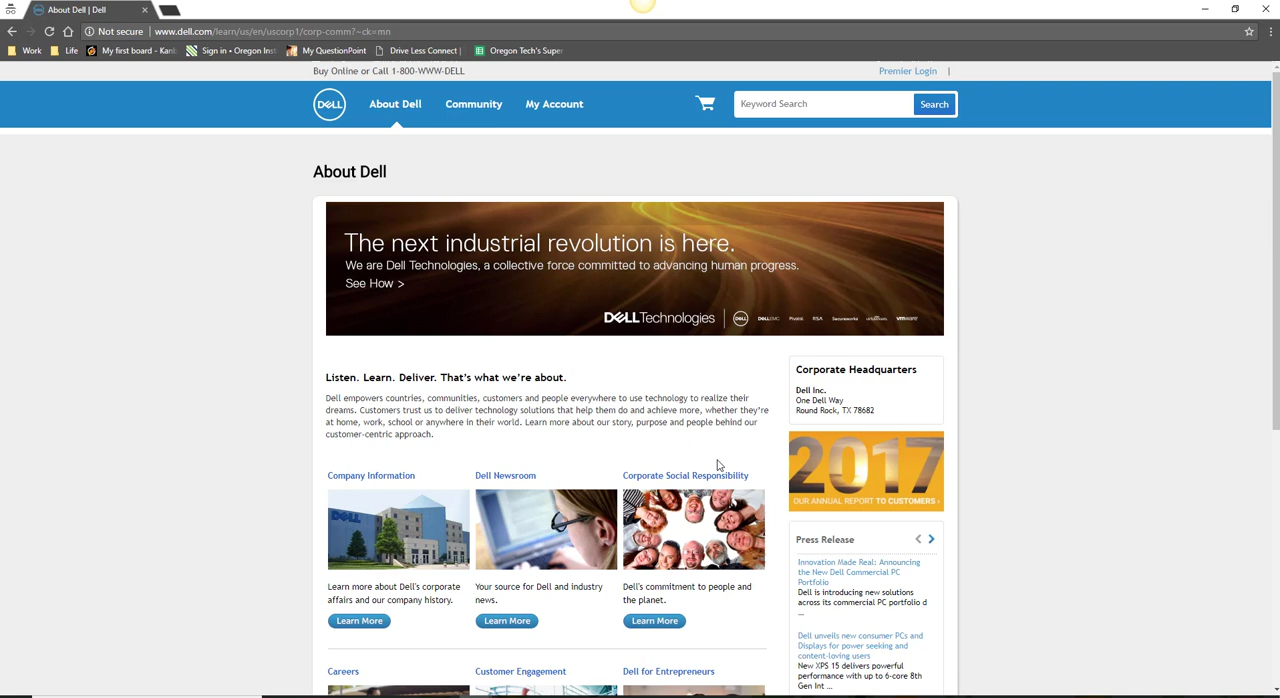 About Dell | Dell
Not secure | www.dell.com/learn/us/en/uscorp1/corp-comm?~ck=mn
Work Life My first board - Kanb Sign in • Oregon Inst My QuestionPoint Drive Less Connect | Oregon Tech's Super
Buy Online or Call 1-800-WWW-DELL
Premier Login |
DELL About Dell Community My Account Keyword Search Search
About Dell
The next industrial revolution is here.
We are Dell Technologies, a collective force committed to advancing human progress.
See How >
DELLTechnologies DELL DELLEMC Pivotal RSA Secureworks virtustream vmware
Listen. Learn. Deliver. That's what we're about.
Dell empowers countries, communities, customers and people everywhere to use technology to realize their
dreams. Customers trust us to deliver technology solutions that help them do and achieve more, whether they're
at home, work, school or anywhere in their world. Learn more about our story, purpose and people behind our
customer-centric approach.
Corporate Headquarters
Dell Inc.
One Dell Way
Round Rock, TX 78682
2017
OUR ANNUAL REPORT TO CUSTOMERS ›
Company Information
DELL
Learn more about Dell's corporate
affairs and our company history.
Learn More
Dell Newsroom
Your source for Dell and industry
news.
Learn More
Corporate Social Responsibility
Dell's commitment to people and
the planet.
Learn More
Press Release
Innovation Made Real: Announcing
the New Dell Commercial PC
Portfolio
Dell is introducing new solutions
across its commercial PC portfolio d
...
Dell unveils new consumer PCs and
Displays for power seeking and
content-loving users
New XPS 15 delivers powerful
performance with up to 6-core 8th
Gen Int ...
Careers
Customer Engagement
Dell for Entrepreneurs